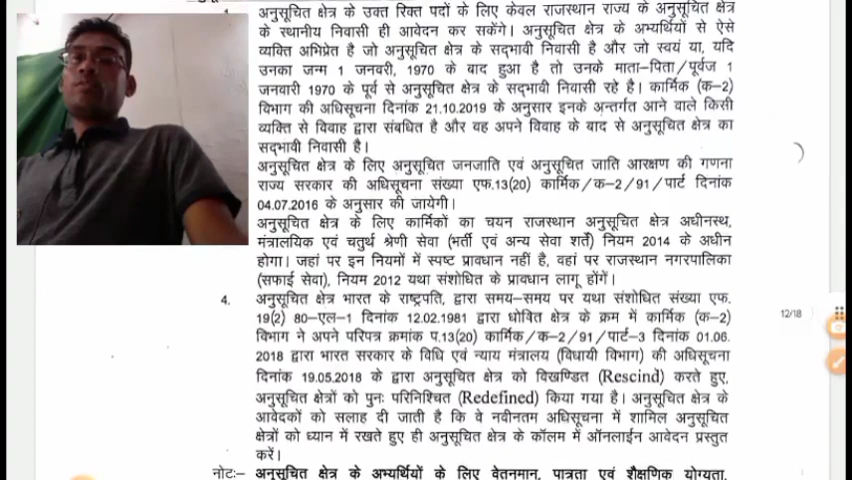 अनुसूचित क्षेत्र के उक्त रिक्त पदों के लिए केवल राजस्थान राज्य के अनुसूचित क्षेत्र
के स्थानीय निवासी ही आवेदन कर सकेंगे। अनुसूचित क्षेत्र के अभ्यर्थियों से ऐसे
व्यक्ति अभिप्रेत है जो अनुसूचित क्षेत्र के सद्भावी निवासी है और जो स्वयं या, यदि
उनका जन्म 1 जनवरी, 1970 के बाद हुआ है तो उनके माता-पिता/पूर्वज 1
जनवारी 1970 के पूर्व से अनुसूचित क्षेत्र के सद्भावी निवासी रहे है। कार्मिक (क-2)
विभाग की अधिसूचना दिनांक 21.10.2019 के अनुसार इनके अन्तर्गत आने वाले किसी
व्यक्ति से विवाह द्वारा संबधित है और वह अपने विवाह के बाद से अनुसूचित क्षेत्र का
सद्भावी निवासी है।
अनुसूचित क्षेत्र के लिए अनुसूचित जनजाति एवं अनुसूचित जाति आरक्षण की गणना
राज्य सरकार की अधिसूचना संख्या एफ.13(20) कार्मिक/क-2/91/पार्ट दिनांक
04.07.2016 के अनुसार की जायेगी।
अनुसूचित क्षेत्र के लिए कार्मिकों का चयन राजस्थान अनुसूचित क्षेत्र अधीनस्थ,
मंत्रालयिक एवं चतुर्थ श्रेणी सेवा (भर्ती एवं अन्य सेवा शर्ते) नियम 2014 के अधीन
होगा। जहां पर इन नियमों में स्पष्ट प्रावधान नहीं है, वहां पर राजस्थान नगरपालिका
(सफाई सेवा), नियम 2012 यथा संशोधित के प्रावधान लागू होंगें।
4. अनुसूचित क्षेत्र भारत के राष्ट्रपति, द्वारा समय-समय पर यथा संशोधित संख्या एफ.
19(2) 80-एल-1 दिनांक 12.02.1981 द्वारा धोषित क्षेत्र के क्रम में कार्मिक (क-2)
विभाग ने अपने परिपत्र क्रमांक प.13(20) कार्मिक/क-2/91/पार्ट-3 दिनांक 01.06.
2018 द्वारा भारत सरकार के विधि एवं न्याय मंत्रालय (विधायी विभाग) की अधिसूचना
दिनांक 19.05.2018 के द्वारा अनुसूचित क्षेत्र को विखण्डित (Rescind) करते हुए,
अनुसूचित क्षेत्रों को पुनः परिनिश्चित (Redefined) किया गया है। अनुसूचित क्षेत्र के
आवेदकों को सलाह दी जाती है कि वे नवीनतम अधिसूचना में शामिल अनुसूचित
क्षेत्रों को ध्यान में रखते हुए ही अनुसूचित क्षेत्र के कॉलम में ऑनलाईन आवेदन प्रस्तुत
करें।
नोटः- अनुसूचित क्षेत्र के अभ्यर्थियों के लिए वेतनमान, पात्रता एवं शैक्षणिक योग्यता,
12/18